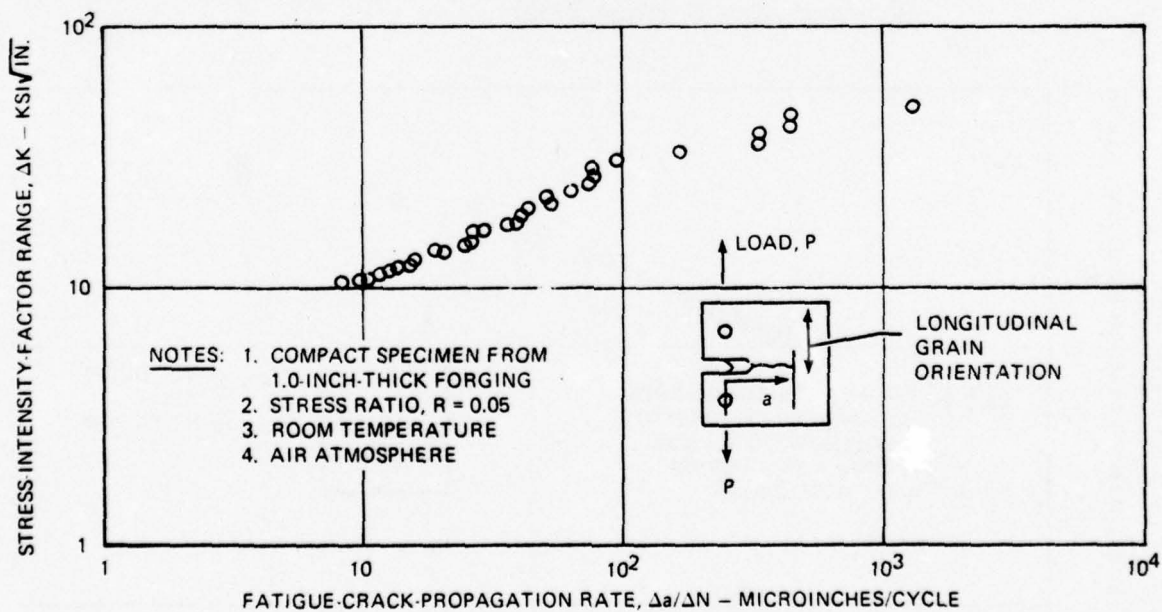 10²
10
1
STRESS-INTENSITY-FACTOR RANGE, ΔK – KSI√IN.
NOTES: 1. COMPACT SPECIMEN FROM
1.0-INCH-THICK FORGING
2. STRESS RATIO, R = 0.05
3. ROOM TEMPERATURE
4. AIR ATMOSPHERE
LOAD, P
a
P
LONGITUDINAL
GRAIN
ORIENTATION
1 10 10² 10³ 10⁴
FATIGUE-CRACK-PROPAGATION RATE, Δa/ΔN – MICROINCHES/CYCLE